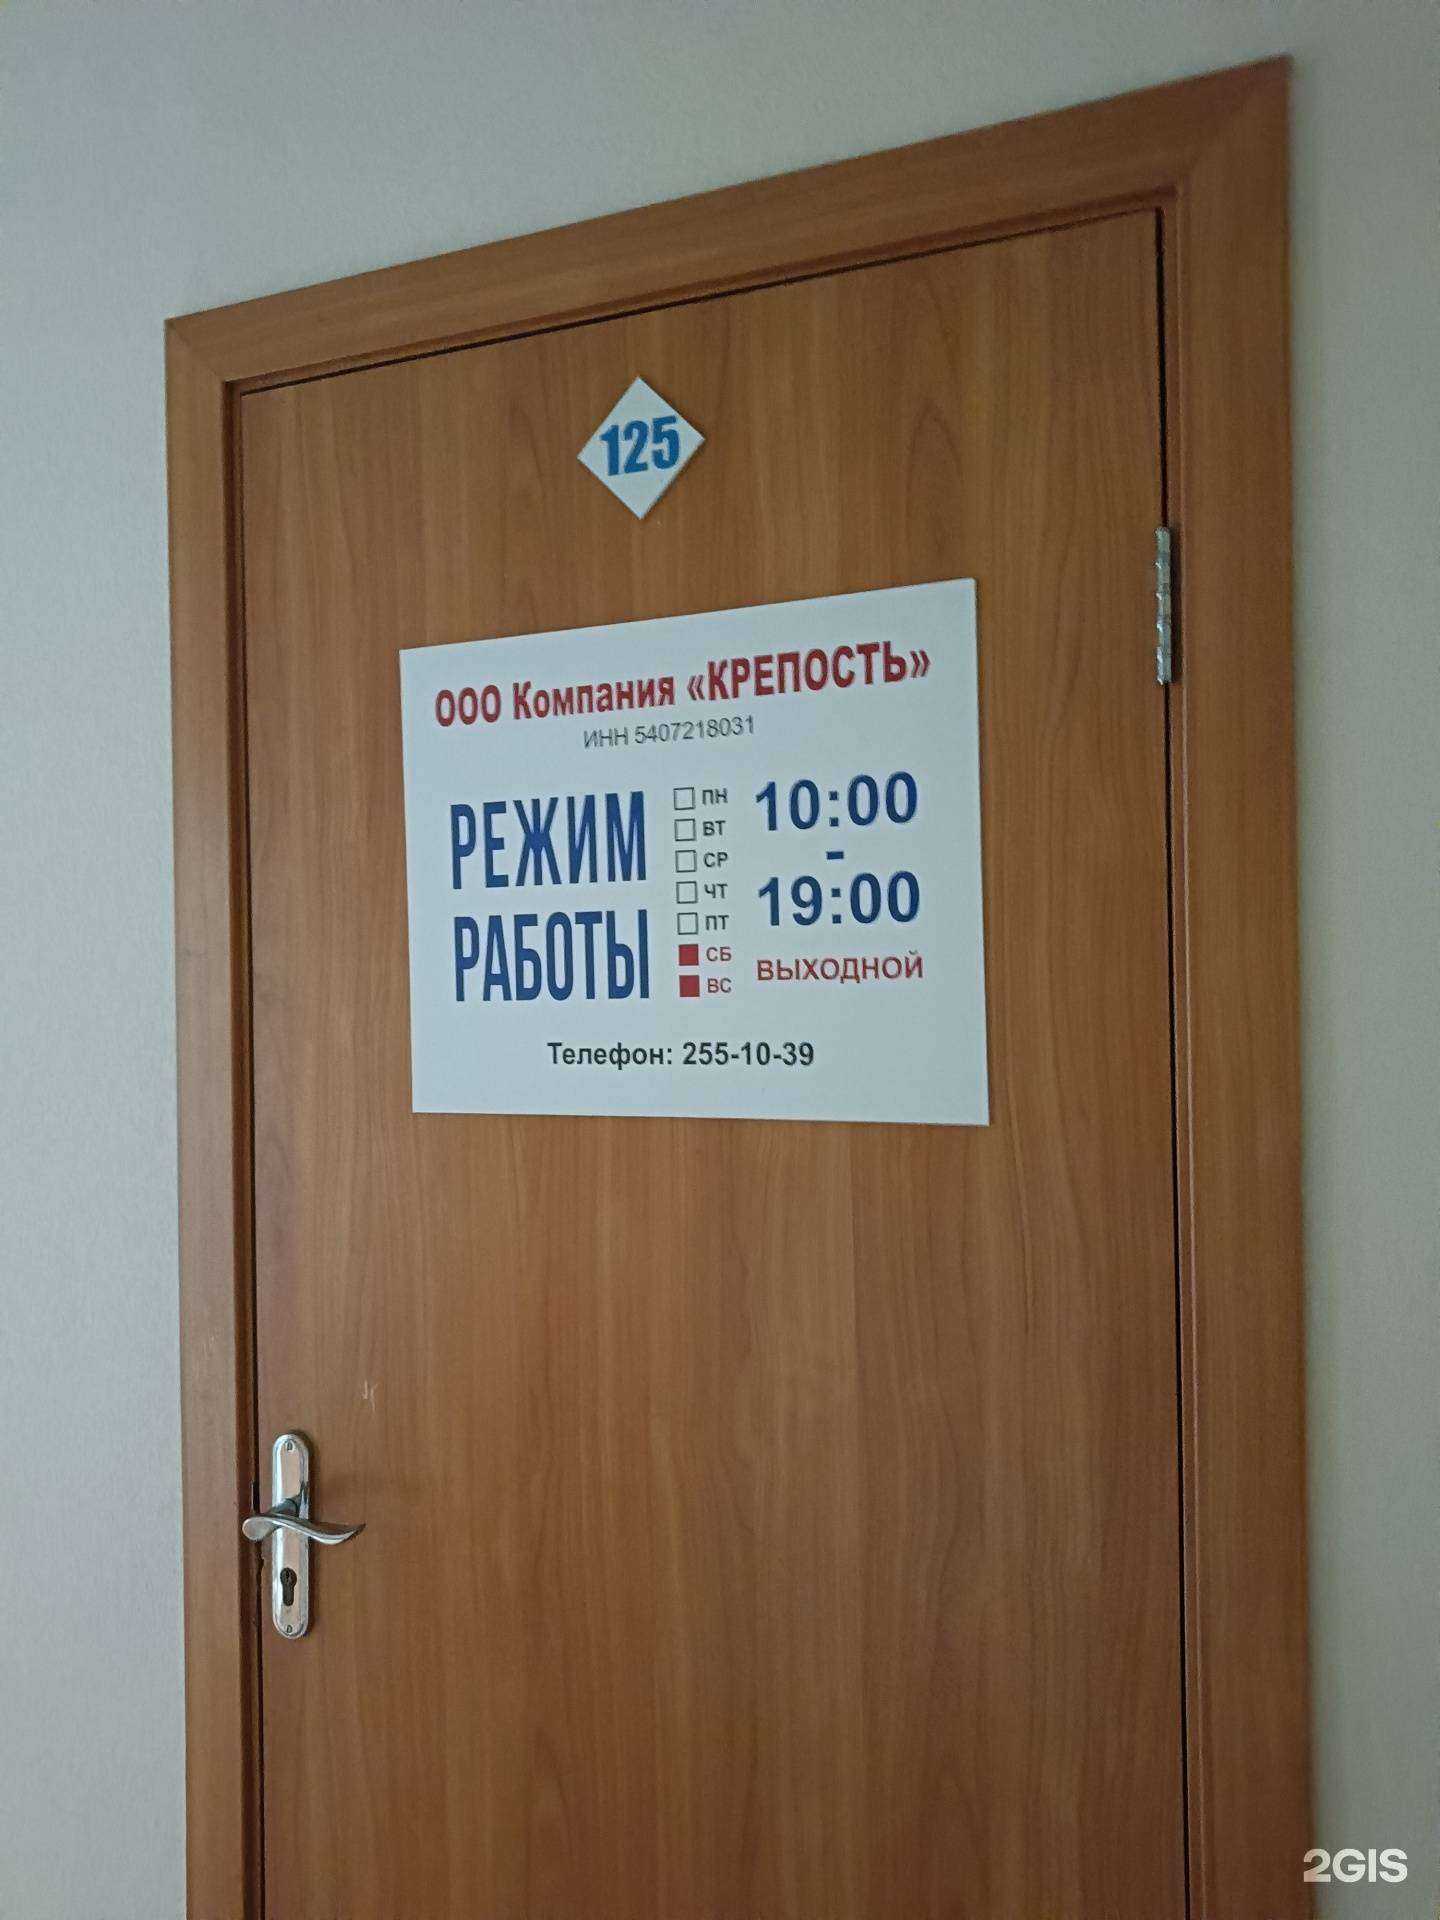 125
ООО Компания «КРЕПОСТЬ»
ИНН 5407218031
РЕЖИМ
РАБОТЫ
ПН
ВТ
СР
ЧТ
ПТ
СБ
ВС
10:00
-
19:00
ВЫХОДНОЙ
Телефон: 255-10-39
2GIS